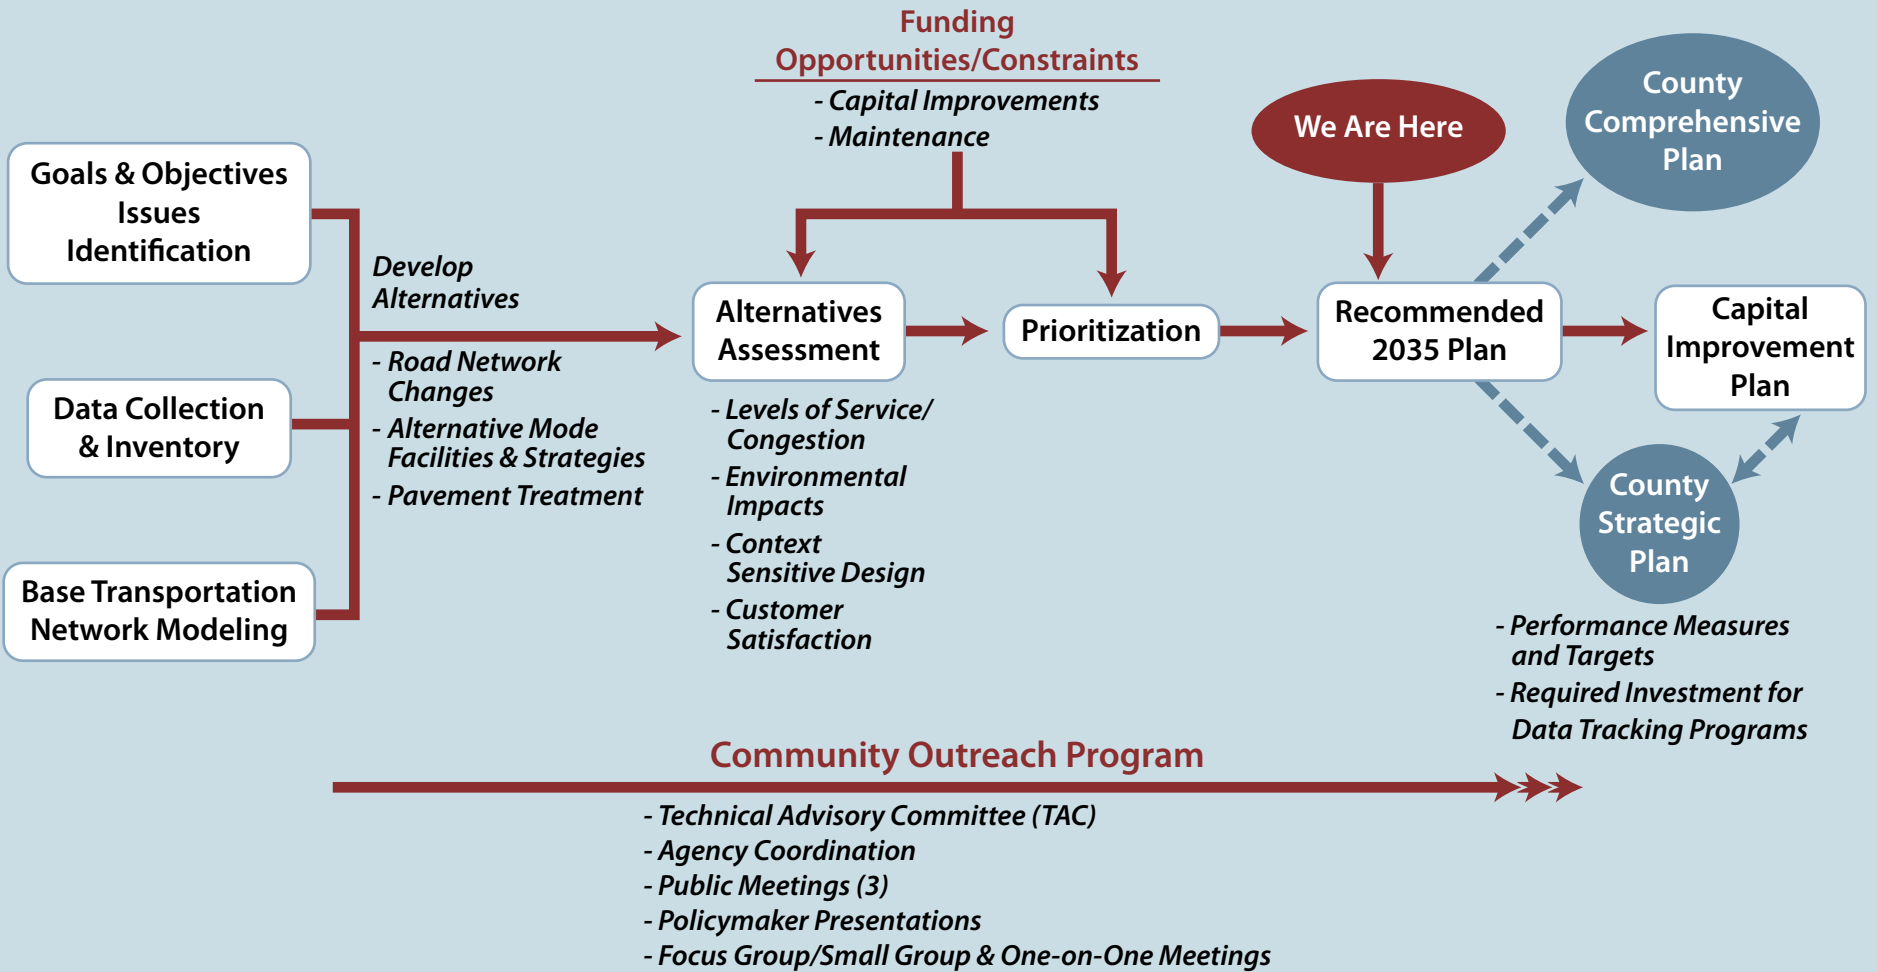 Funding
Opportunities/Constraints
- Capital Improvements
- Maintenance
We Are Here
County
Comprehensive
Plan
Goals & Objectives
Issues
Identification
Data Collection
& Inventory
Base Transportation
Network Modeling
Develop
Alternatives
- Road Network
Changes
- Alternative Mode
Facilities & Strategies
- Pavement Treatment
Alternatives
Assessment
- Levels of Service/
Congestion
- Environmental
Impacts
- Context
Sensitive Design
- Customer
Satisfaction
Prioritization
Recommended
2035 Plan
Capital
Improvement
Plan
County
Strategic
Plan
- Performance Measures
and Targets
- Required Investment for
Data Tracking Programs
Community Outreach Program
- Technical Advisory Committee (TAC)
- Agency Coordination
- Public Meetings (3)
- Policymaker Presentations
- Focus Group/Small Group & One-on-One Meetings